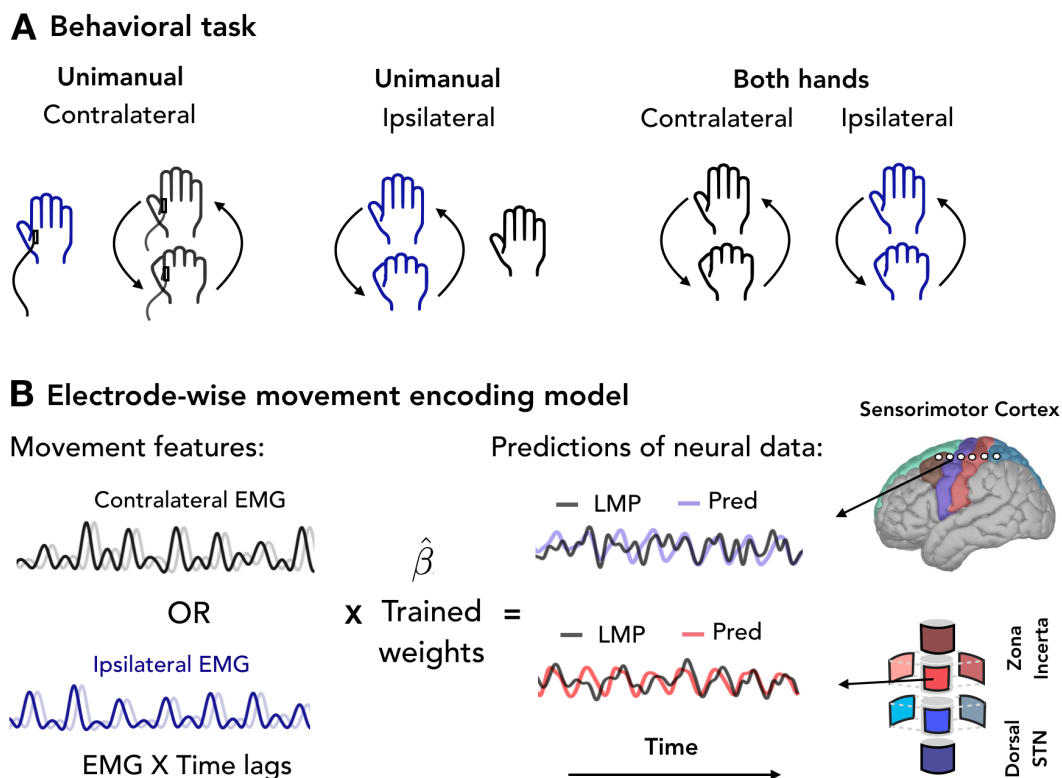 A Behavioral task
Unimanual
Contralateral
Unimanual
Ipsilateral
Both hands
Contralateral
Ipsilateral
B Electrode-wise movement encoding model
Movement features:
Contralateral EMG
OR
Ipsilateral EMG
EMG X Time lags
β̂
x Trained =
weights
Predictions of neural data:
LMP
Pred
LMP
Pred
Time
Sensorimotor Cortex
Zona
Incerta
Dorsal
STN